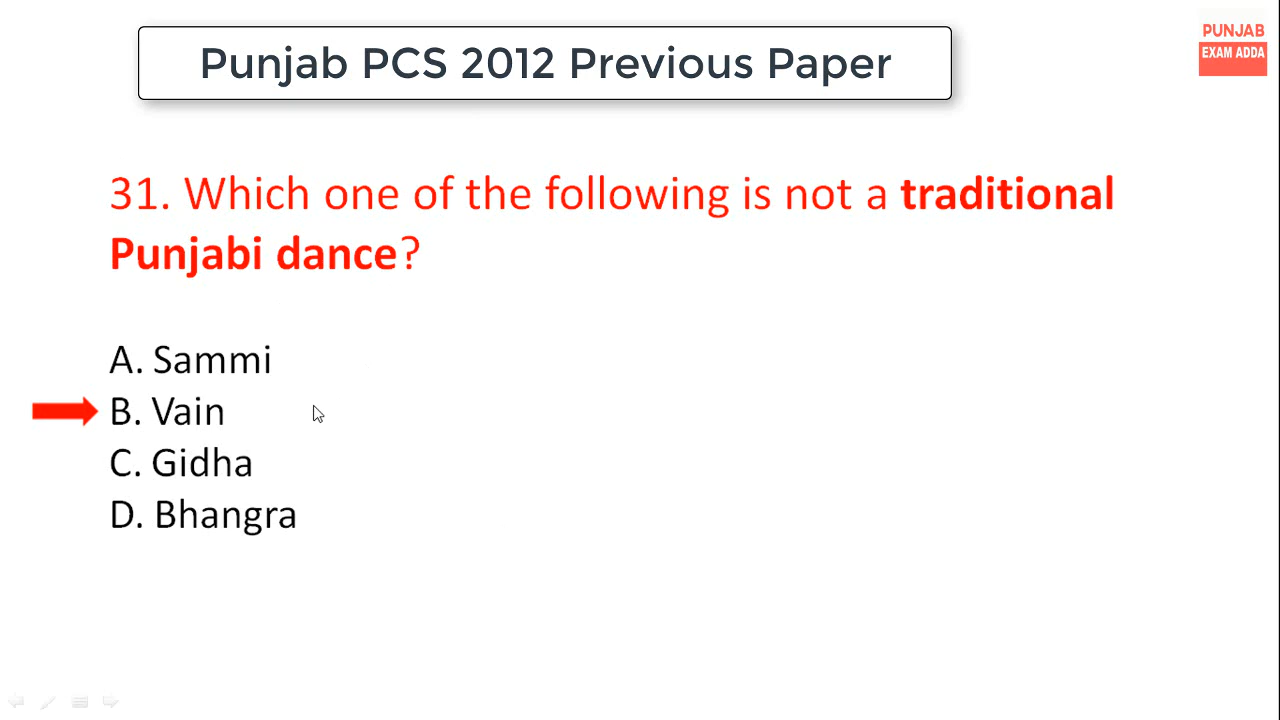 Punjab PCS 2012 Previous Paper
PUNJAB
EXAM ADDA
31. Which one of the following is not a traditional
Punjabi dance?
A. Sammi
B. Vain
C. Gidha
D. Bhangra